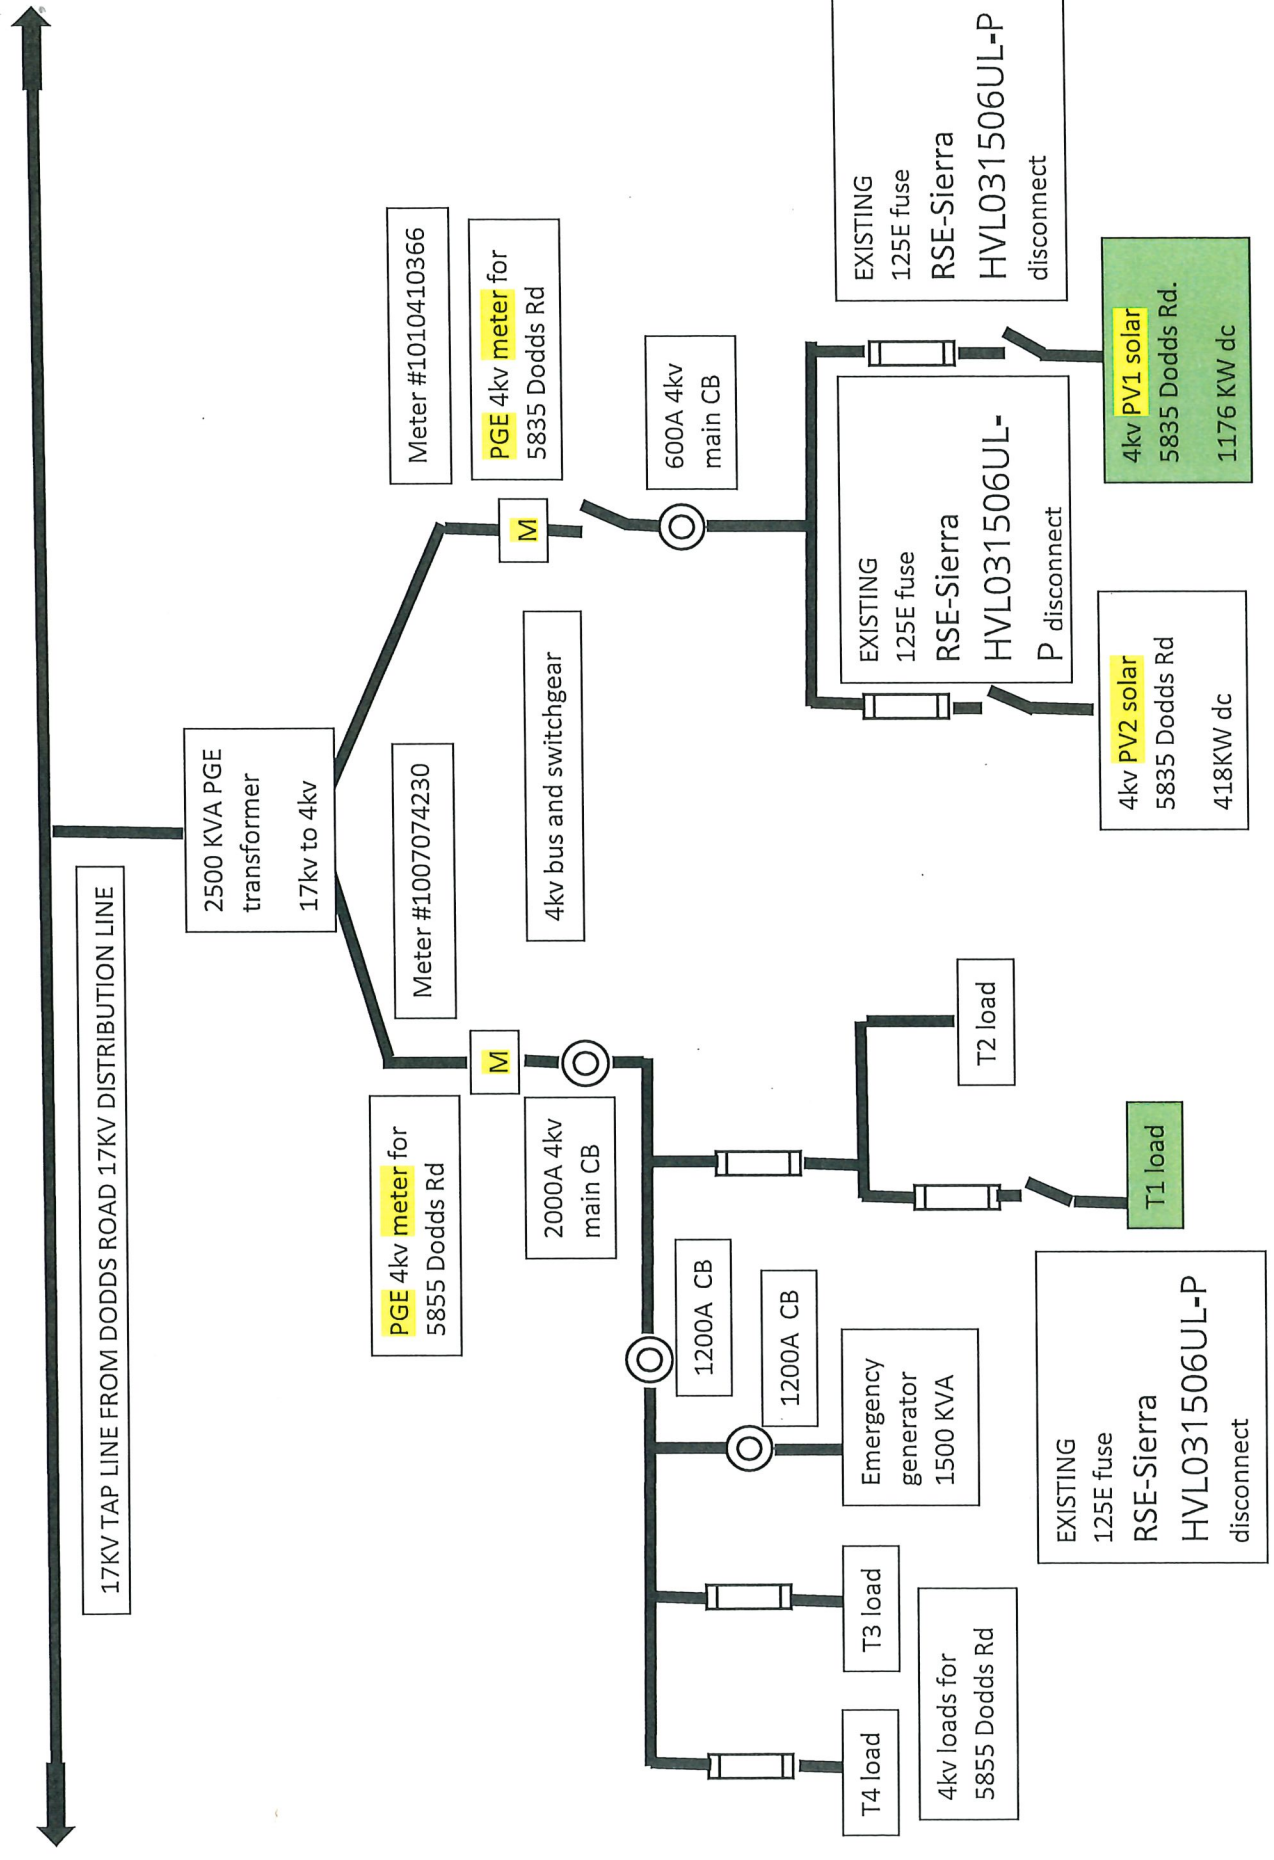 17KV TAP LINE FROM DODDS ROAD 17KV DISTRIBUTION LINE
2500 KVA PGE
transformer
17kv to 4kv
Meter #1007074230
PGE 4kv meter for
5855 Dodds Rd
M
2000A 4kv
main CB
4kv bus and switchgear
Meter #1010410366
PGE 4kv meter for
5835 Dodds Rd
M
600A 4kv
main CB
1200A CB
1200A CB
Emergency
generator
1500 KVA
T4 load
T3 load
4kv loads for
5855 Dodds Rd
T2 load
T1 load
EXISTING
125E fuse
RSE-Sierra
HVL031506UL-P
disconnect
EXISTING
125E fuse
RSE-Sierra
HVL031506UL-
P disconnect
EXISTING
125E fuse
RSE-Sierra
HVL031506UL-P
disconnect
4kv PV2 solar
5835 Dodds Rd
418KW dc
4kv PV1 solar
5835 Dodds Rd.
1176 KW dc